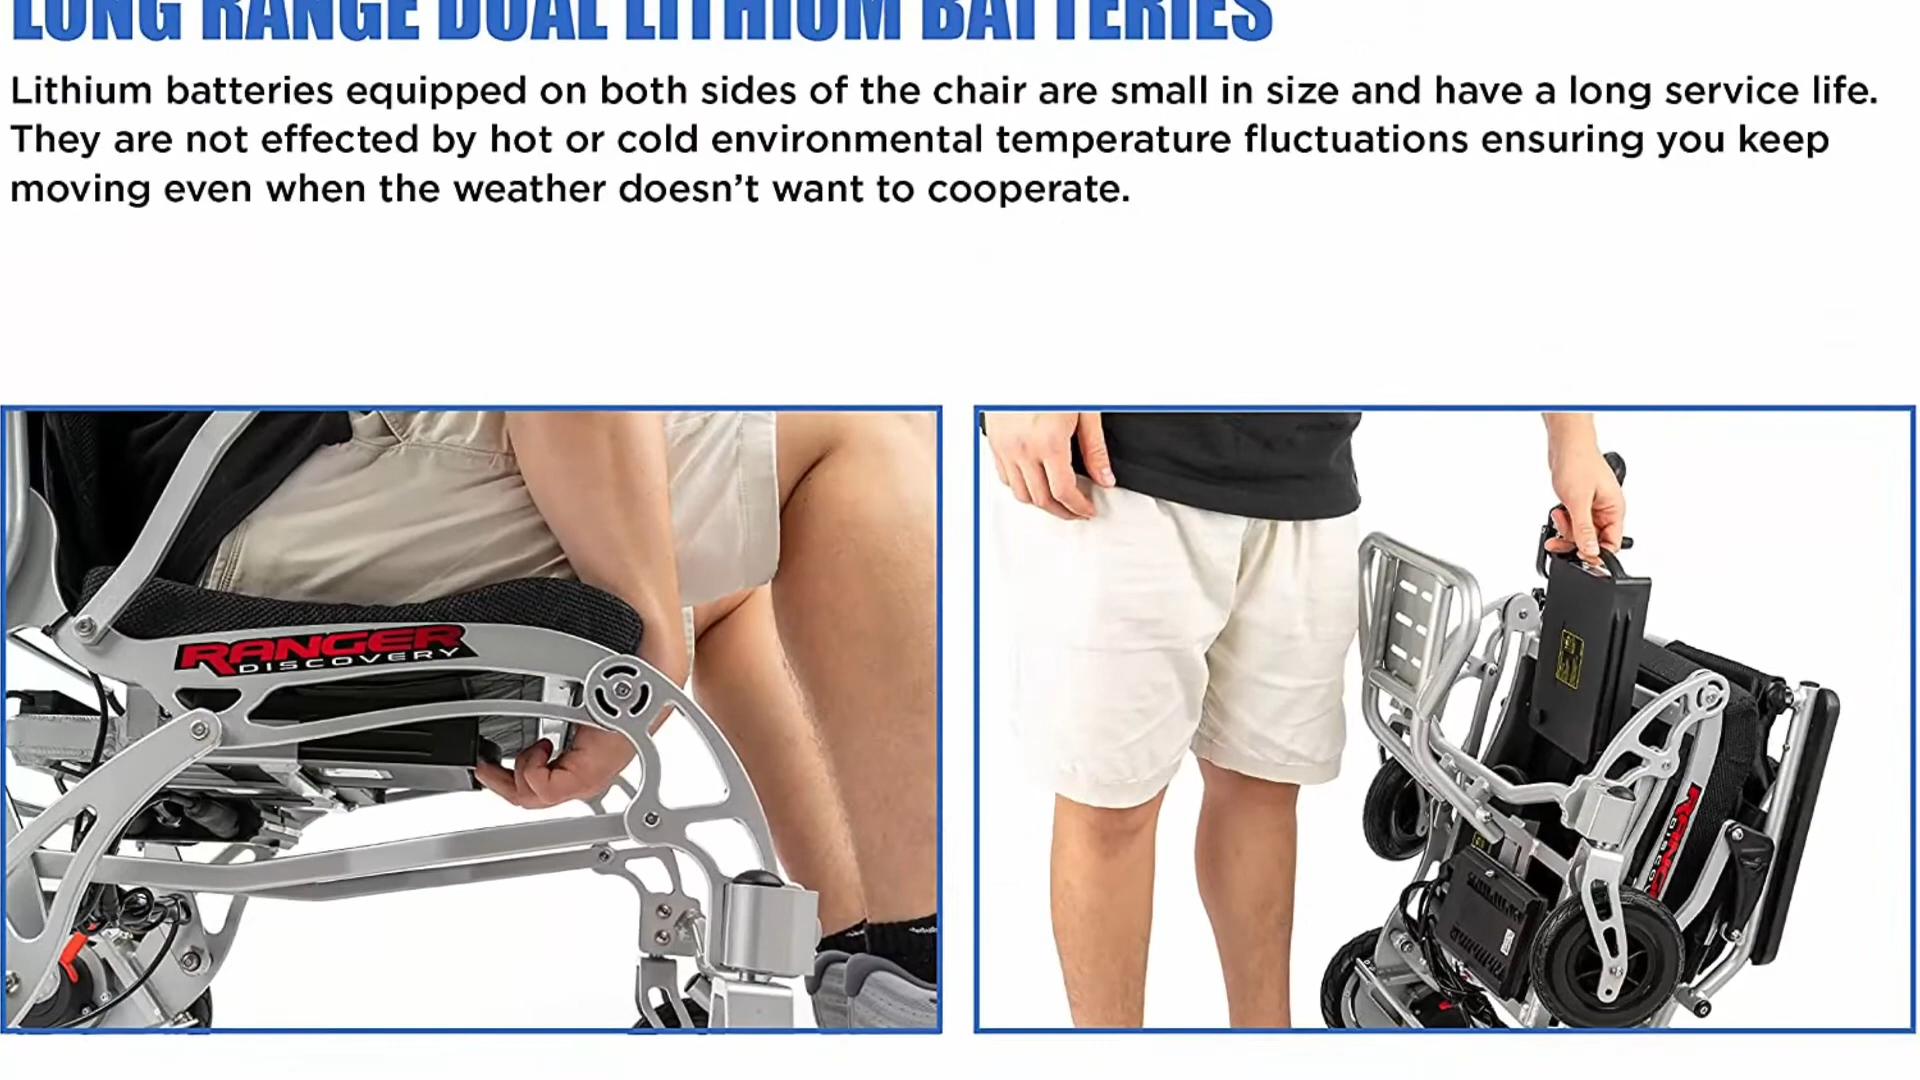 LONG RANGE DUAL LITHIUM BATTERIES
Lithium batteries equipped on both sides of the chair are small in size and have a long service life.
They are not effected by hot or cold environmental temperature fluctuations ensuring you keep
moving even when the weather doesn't want to cooperate.
RANGER
DISCOVERY
RANGER